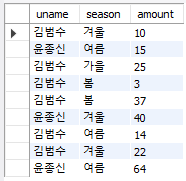 uname season amount
김범수 겨울 10
윤종신 여름 15
김범수 가을 25
김범수 봄 3
김범수 봄 37
윤종신 겨울 40
김범수 여름 14
김범수 겨울 22
윤종신 여름 64